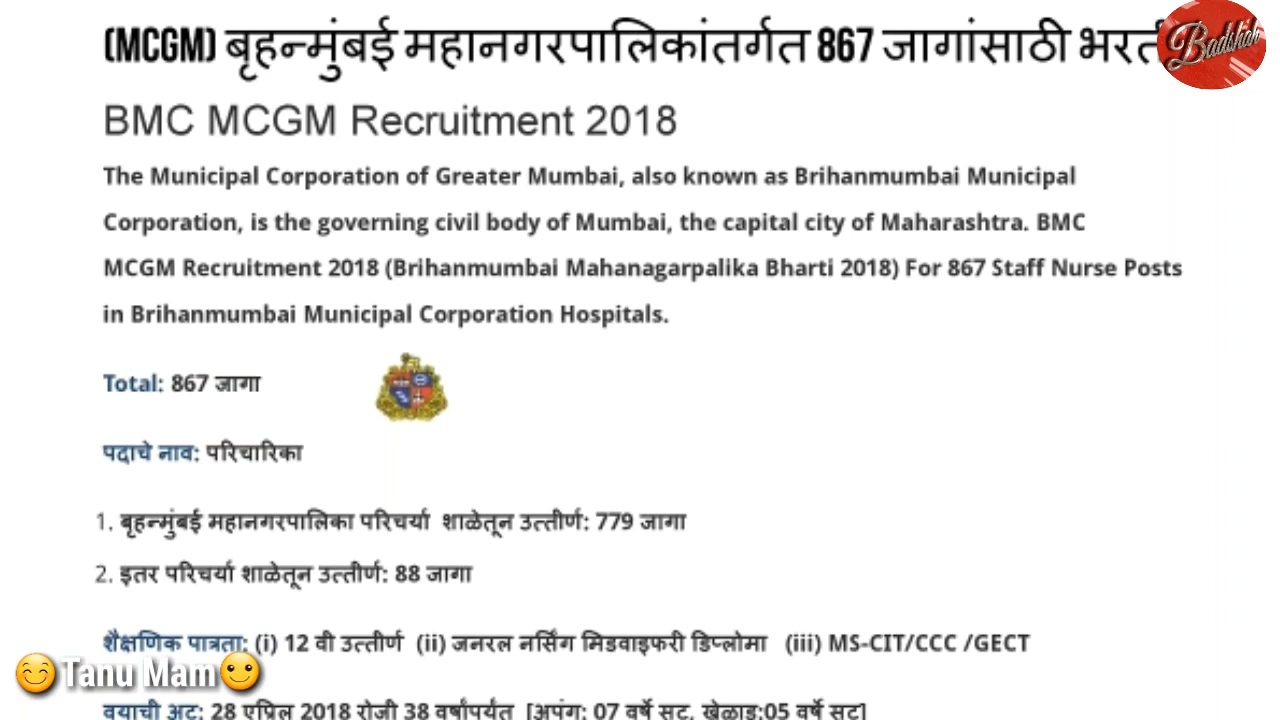 (MCGM) बृहन्मुंबई महानगरपालिकांतर्गत 867 जागांसाठी भरती
Badshah
BMC MCGM Recruitment 2018
The Municipal Corporation of Greater Mumbai, also known as Brihanmumbai Municipal
Corporation, is the governing civil body of Mumbai, the capital city of Maharashtra. BMC
MCGM Recruitment 2018 (Brihanmumbai Mahanagarpalika Bharti 2018) For 867 Staff Nurse Posts
in Brihanmumbai Municipal Corporation Hospitals.
Total: 867 जागा
पदाचे नाव: परिचारिका
1. बृहन्मुंबई महानगरपालिका परिचर्या शाळेतून उत्तीर्ण: 779 जागा
2. इतर परिचर्या शाळेतून उत्तीर्ण: 88 जागा
शैक्षणिक पात्रता: (i) 12 वी उत्तीर्ण (ii) जनरल नर्सिंग मिडवाइफरी डिप्लोमा (iii) MS-CIT/CCC /GECT
😊Tanu Mam🙂
वयाची अट: 28 एप्रिल 2018 रोजी 38 वर्षांपर्यंत [अपंग: 07 वर्षे सूट, खेळाडू:05 वर्षे सूट]